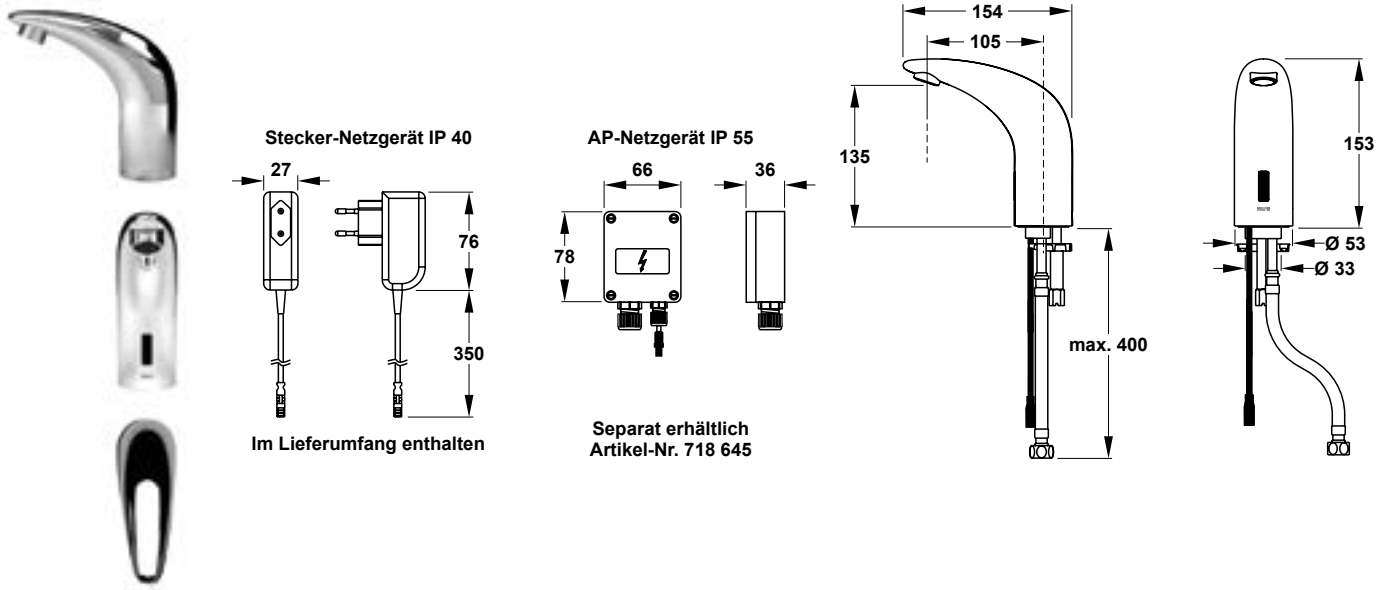 Stecker-Netzgerät IP 40
27
76
350
Im Lieferumfang enthalten
AP-Netzgerät IP 55
66
36
78
Separat erhältlich
Artikel-Nr. 718 645
154
105
135
max. 400
153
Ø 53
Ø 33